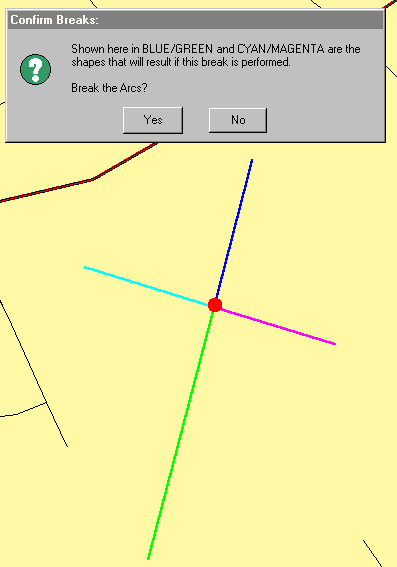 Confirm Breaks:
Shown here in BLUE/GREEN and CYAN/MAGENTA are the
shapes that will result if this break is performed.
Break the Arcs?
Yes
No